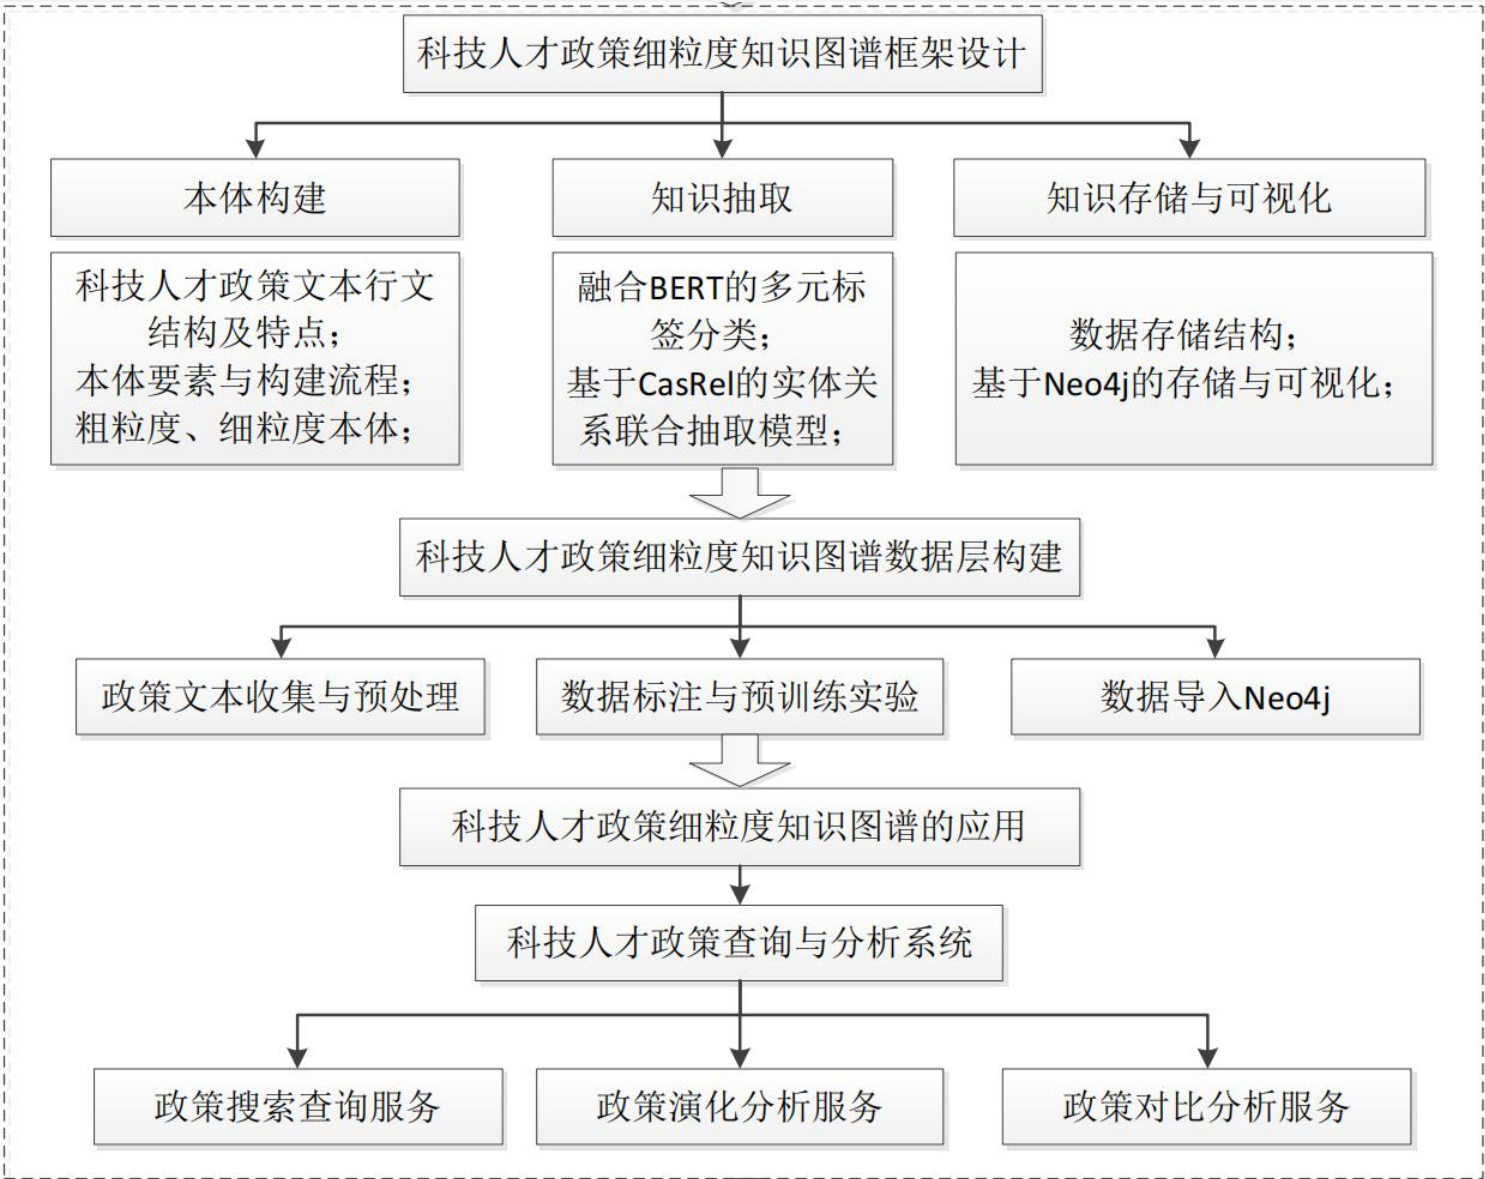 科技人才政策细粒度知识图谱框架设计
本体构建
知识抽取
知识存储与可视化
科技人才政策文本行文
结构及特点；
本体要素与构建流程；
粗粒度、细粒度本体；
融合BERT的多元标
签分类；
基于CasRel的实体关
系联合抽取模型；
数据存储结构；
基于Neo4j的存储与可视化；
科技人才政策细粒度知识图谱数据层构建
政策文本收集与预处理
数据标注与预训练实验
数据导入Neo4j
科技人才政策细粒度知识图谱的应用
科技人才政策查询与分析系统
政策搜索查询服务
政策演化分析服务
政策对比分析服务